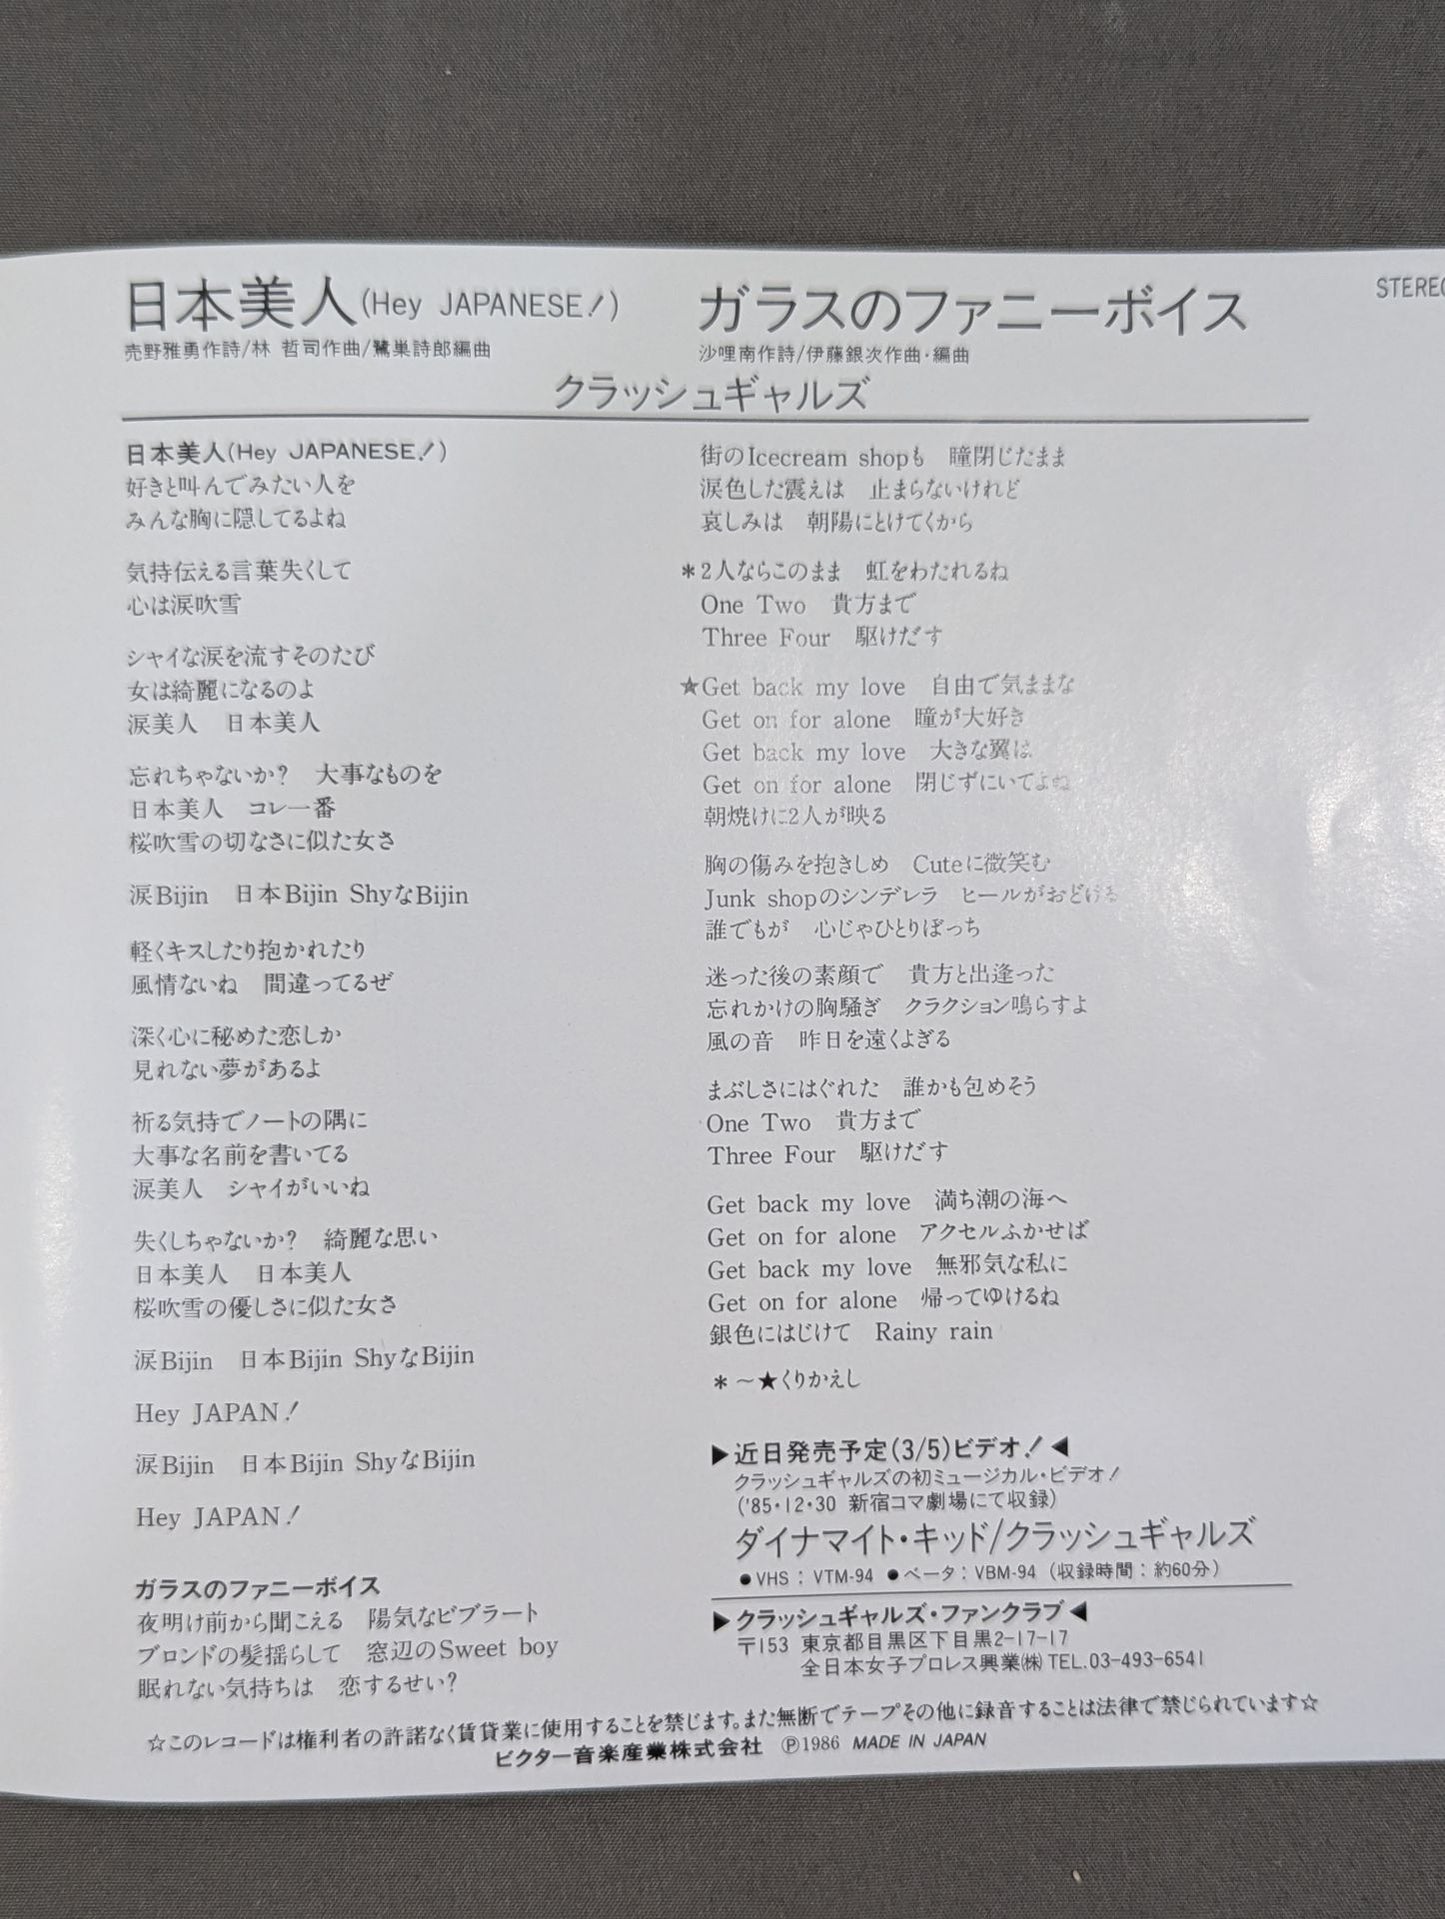 日本美人(Hey JAPANESE!)
売野雅勇作詩/林 哲司作曲/鷺巣詩郎編曲
ガラスのファニーボイス
沙哩南作詩/伊藤銀次作曲・編曲
STEREO
クラッシュギャルズ
日本美人(Hey JAPANESE!)
好きと叫んでみたい人を
みんな胸に隠してるよね
気持伝える言葉失くして
心は涙吹雪
シャイな涙を流すそのたび
女は綺麗になるのよ
涙美人 日本美人
忘れちゃないか? 大事なものを
日本美人 コレ一番
桜吹雪の切なさに似た女さ
涙Bijin 日本Bijin ShyなBijin
軽くキスしたり抱かれたり
風情ないね 間違ってるぜ
深く心に秘めた恋しか
見れない夢があるよ
祈る気持でノートの隅に
大事な名前を書いてる
涙美人 シャイがいいね
失くしちゃないか? 綺麗な思い
日本美人 日本美人
桜吹雪の優しさに似た女さ
涙Bijin 日本Bijin ShyなBijin
Hey JAPAN!
涙Bijin 日本Bijin ShyなBijin
Hey JAPAN!
ガラスのファニーボイス
夜明け前から聞こえる 陽気なビブラート
ブロンドの髪揺らして 窓辺のSweet boy
眠れない気持ちは 恋するせい?
街のIcecream shopも 瞳閉じたまま
涙色した震えは 止まらないけれど
哀しみは 朝陽にとけてくから
*2人ならこのまま 虹をわたれるね
One Two 貴方まで
Three Four 駆けだす
★Get back my love 自由で気ままな
Get on for alone 瞳が大好き
Get back my love 大きな翼は
Get on for alone 閉じずにいてよね
朝焼けに2人が映る
胸の傷みを抱きしめ Cuteに微笑む
Junk shopのシンデレラ ヒールがおどける
誰でもが 心じゃひとりぼっち
迷った後の素顔で 貴方と出逢った
忘れかけの胸騒ぎ クラクション鳴らすよ
風の音 昨日を遠くよぎる
まぶしさにはぐれた 誰かも包めそう
One Two 貴方まで
Three Four 駆けだす
Get back my love 満ち潮の海へ
Get on for alone アクセルふかせば
Get back my love 無邪気な私に
Get on for alone 帰ってゆけるね
銀色にはじけて Rainy rain
*～★くりかえし
▶近日発売予定(3/5)ビデオ!◀
クラッシュギャルズの初ミュージカル・ビデオ!
('85・12・30 新宿コマ劇場にて収録)
ダイナマイト・キッド/クラッシュギャルズ
●VHS：VTM-94 ●ベータ：VBM-94 (収録時間：約60分)
▶クラッシュギャルズ・ファンクラブ◀
〒153 東京都目黒区下目黒2-17-17
全日本女子プロレス興業㈱ TEL.03-493-6541
☆このレコードは権利者の許諾なく賃貸業に使用することを禁じます。また無断でテープその他に録音することは法律で禁じられています☆
ビクター音楽産業株式会社 Ⓟ1986 MADE IN JAPAN